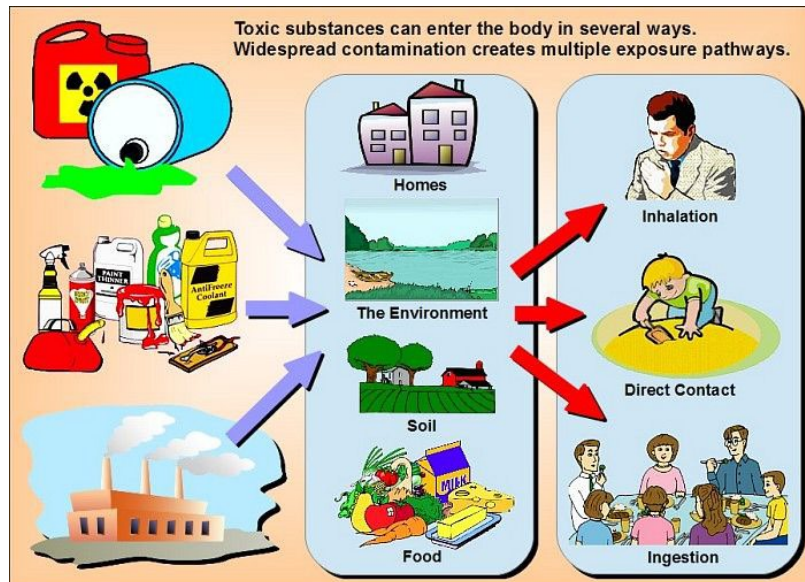 Toxic substances can enter the body in several ways.
Widespread contamination creates multiple exposure pathways.
Homes
Inhalation
PAINT
THINNER
AntiFreeze
Coolant
The Environment
Direct Contact
Soil
MILK
Food
Ingestion